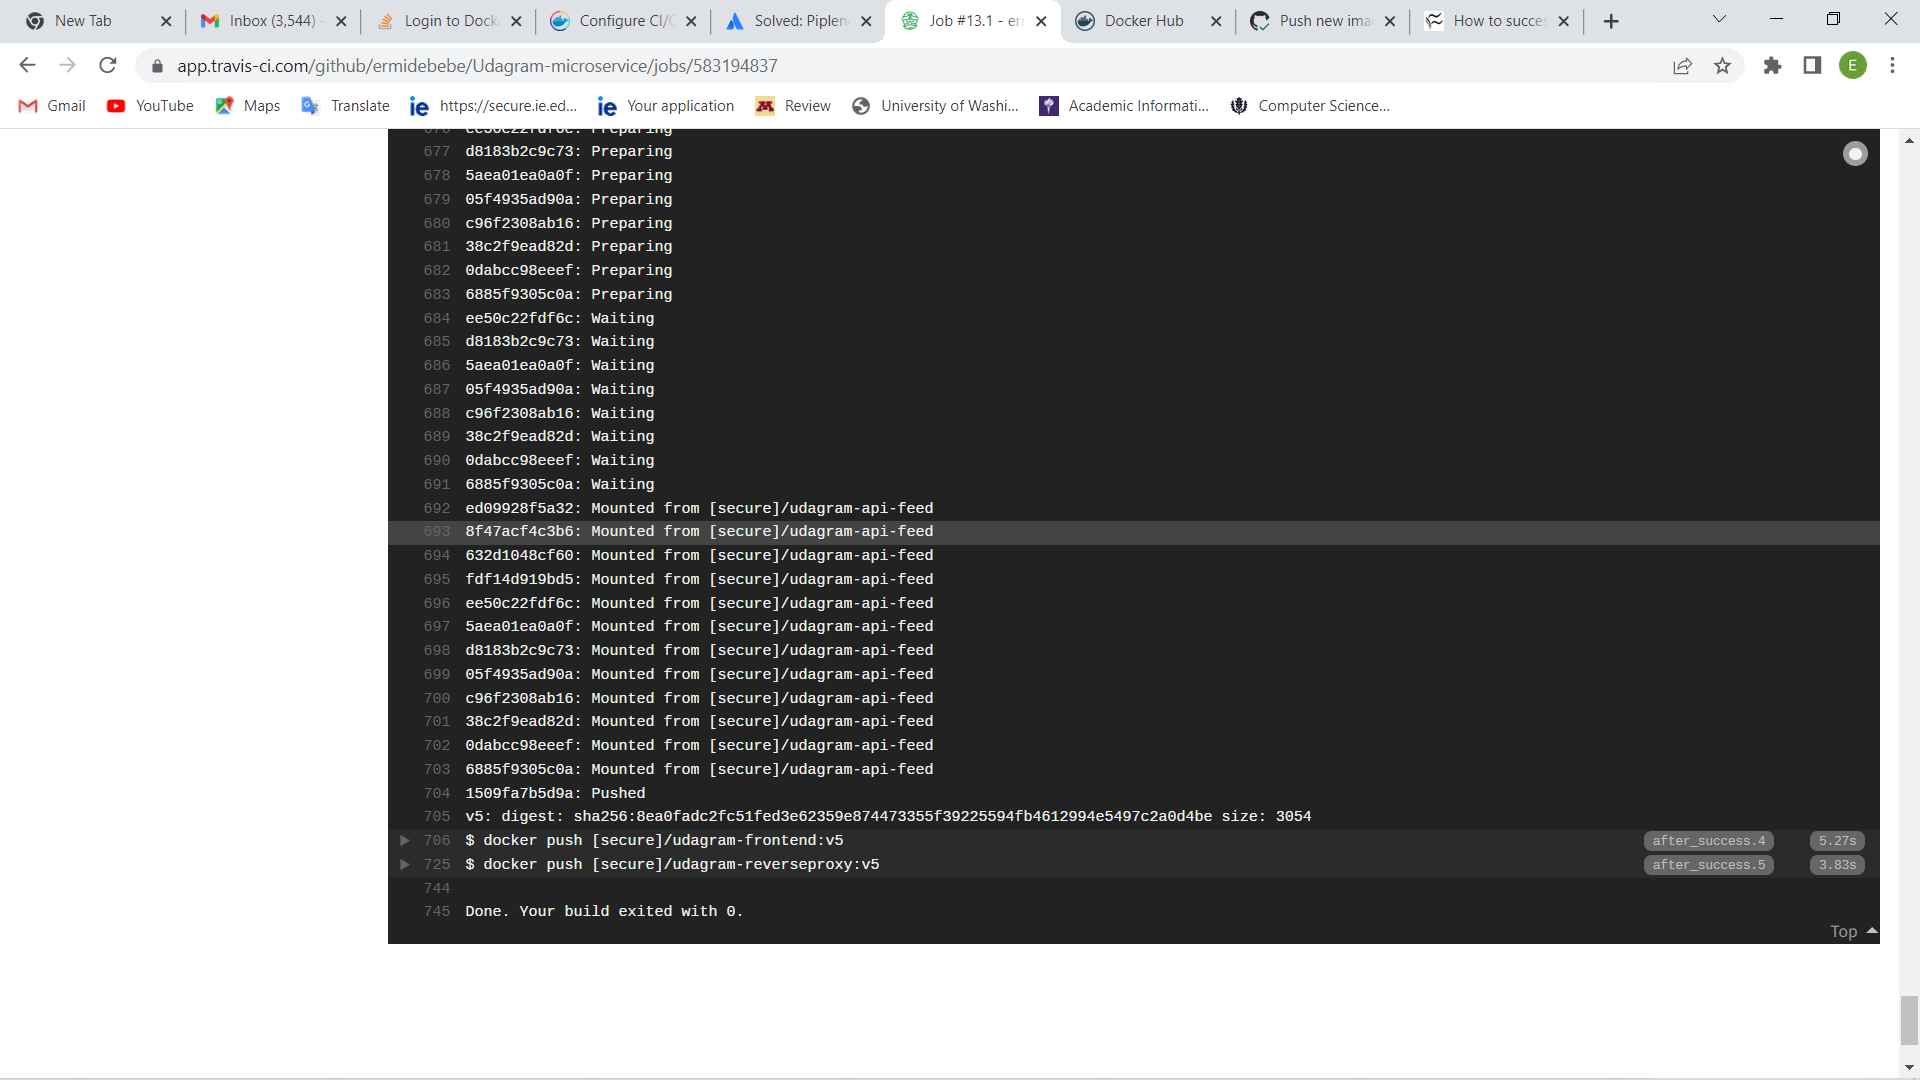 New Tab
Inbox (3,544)
Login to Dock
Configure CI/C
Solved: Piplen
Job #13.1 - er
Docker Hub
Push new ima
How to succes
app.travis-ci.com/github/ermidebebe/Udagram-microservice/jobs/583194837
E
Gmail
YouTube
Maps
Translate
https://secure.ie.ed...
Your application
Review
University of Washi...
Academic Informati...
Computer Science...
676 ee50c22fdf6c: Preparing
677 d8183b2c9c73: Preparing
678 5aea01ea0a0f: Preparing
679 05f4935ad90a: Preparing
680 c96f2308ab16: Preparing
681 38c2f9ead82d: Preparing
682 0dabcc98eeef: Preparing
683 6885f9305c0a: Preparing
684 ee50c22fdf6c: Waiting
685 d8183b2c9c73: Waiting
686 5aea01ea0a0f: Waiting
687 05f4935ad90a: Waiting
688 c96f2308ab16: Waiting
689 38c2f9ead82d: Waiting
690 0dabcc98eeef: Waiting
691 6885f9305c0a: Waiting
692 ed09928f5a32: Mounted from [secure]/udagram-api-feed
693 8f47acf4c3b6: Mounted from [secure]/udagram-api-feed
694 632d1048cf60: Mounted from [secure]/udagram-api-feed
695 fdf14d919bd5: Mounted from [secure]/udagram-api-feed
696 ee50c22fdf6c: Mounted from [secure]/udagram-api-feed
697 5aea01ea0a0f: Mounted from [secure]/udagram-api-feed
698 d8183b2c9c73: Mounted from [secure]/udagram-api-feed
699 05f4935ad90a: Mounted from [secure]/udagram-api-feed
700 c96f2308ab16: Mounted from [secure]/udagram-api-feed
701 38c2f9ead82d: Mounted from [secure]/udagram-api-feed
702 0dabcc98eeef: Mounted from [secure]/udagram-api-feed
703 6885f9305c0a: Mounted from [secure]/udagram-api-feed
704 1509fa7b5d9a: Pushed
705 v5: digest: sha256:8ea0fadc2fc51fed3e62359e874473355f39225594fb4612994e5497c2a0d4be size: 3054
706 $ docker push [secure]/udagram-frontend:v5 after_success.4 5.27s
725 $ docker push [secure]/udagram-reverseproxy:v5 after_success.5 3.83s
744
745 Done. Your build exited with 0.
Top